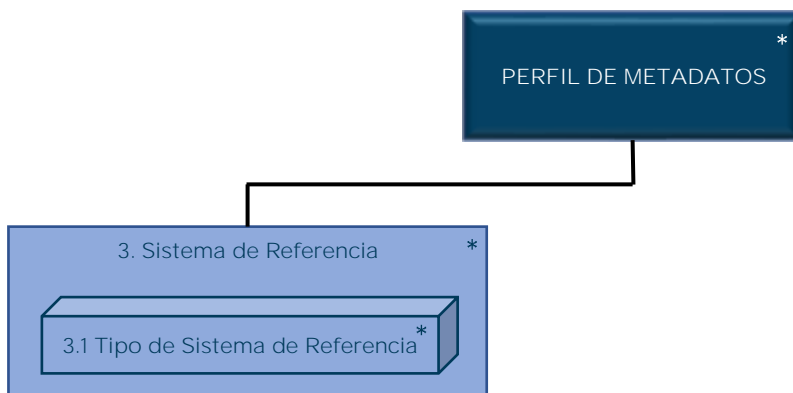 *
PERFIL DE METADATOS
3. Sistema de Referencia *
3.1 Tipo de Sistema de Referencia *